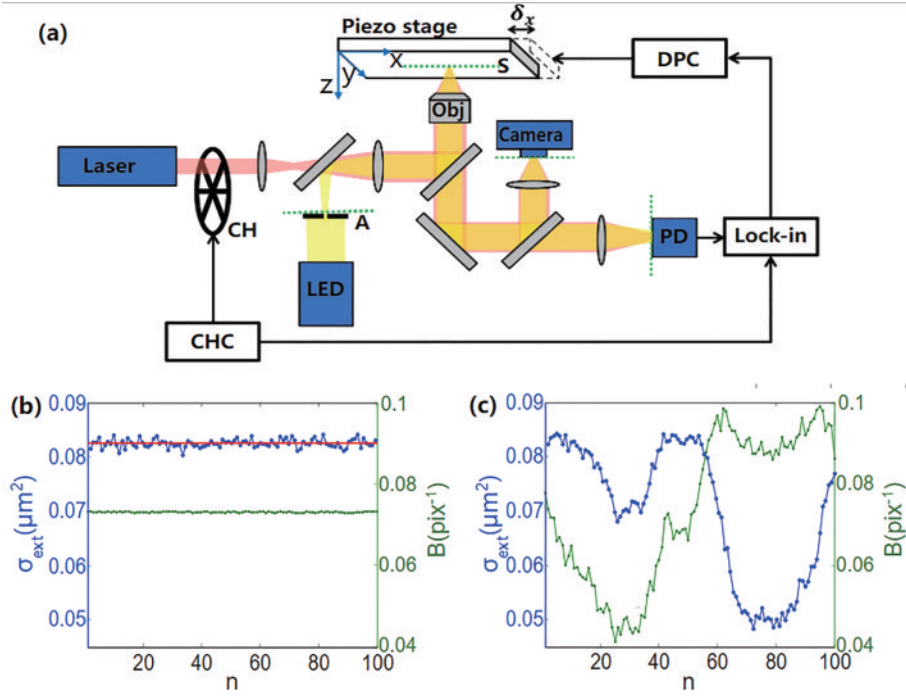 (a)
Piezo stage
δx
x
S
y
z
DPC
Obj
Camera
Laser
CH
A
PD
Lock-in
LED
CHC
(b)
0.09
0.08
0.07
0.06
0.05
σext(μm²)
0.1
0.08
0.06
0.04
B(pix⁻¹)
20 40 60 80 100
n
(c)
0.09
0.08
0.07
0.06
0.05
σext(μm²)
0.1
0.08
0.06
0.04
B(pix⁻¹)
20 40 60 80 100
n